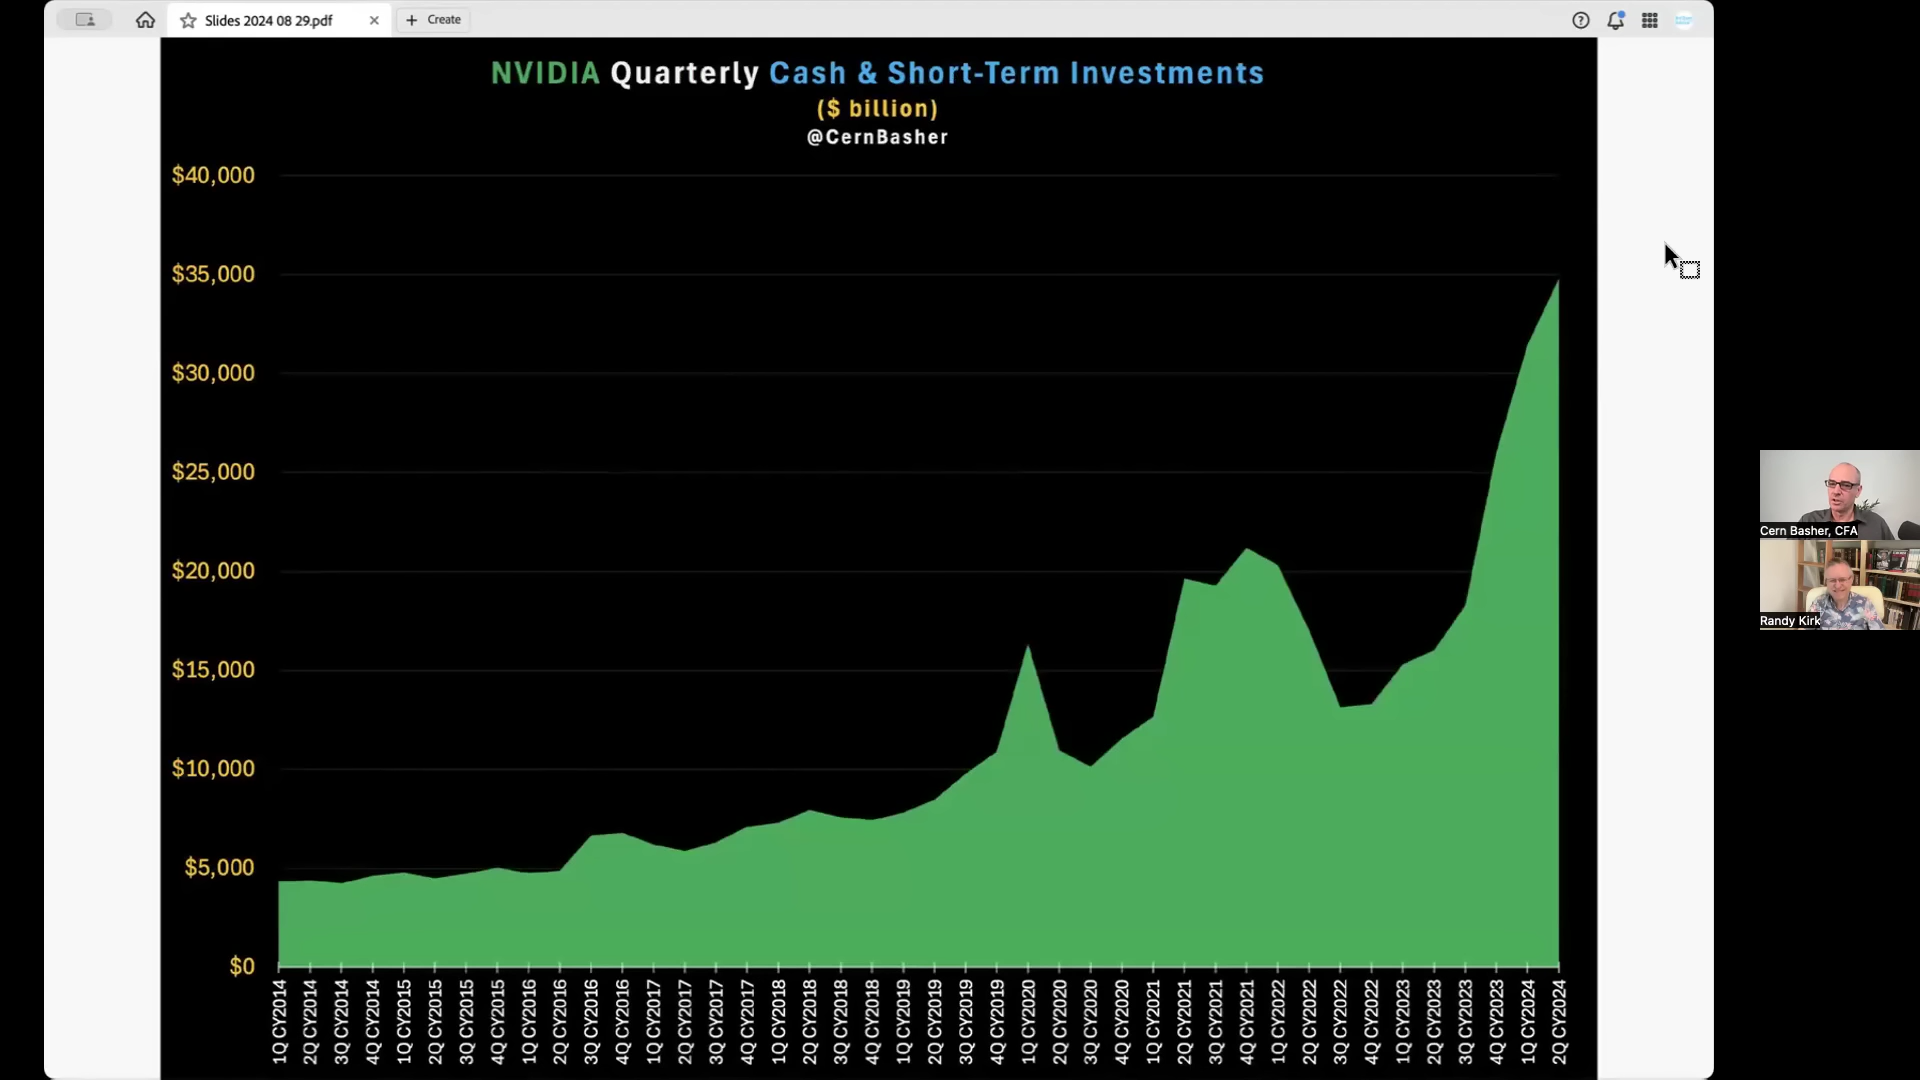 Slides 2024 08 29.pdf
Create
NVIDIA Quarterly Cash & Short-Term Investments
($ billion)
@CernBasher
$40,000
$35,000
$30,000
$25,000
$20,000
$15,000
$10,000
$5,000
$0
1Q CY2014
2Q CY2014
3Q CY2014
4Q CY2014
1Q CY2015
2Q CY2015
3Q CY2015
4Q CY2015
1Q CY2016
2Q CY2016
3Q CY2016
4Q CY2016
1Q CY2017
2Q CY2017
3Q CY2017
4Q CY2017
1Q CY2018
2Q CY2018
3Q CY2018
4Q CY2018
1Q CY2019
2Q CY2019
3Q CY2019
4Q CY2019
1Q CY2020
2Q CY2020
3Q CY2020
4Q CY2020
1Q CY2021
2Q CY2021
3Q CY2021
4Q CY2021
1Q CY2022
2Q CY2022
3Q CY2022
4Q CY2022
1Q CY2023
2Q CY2023
3Q CY2023
4Q CY2023
1Q CY2024
2Q CY2024
Cern Basher, CFA
Randy Kirk